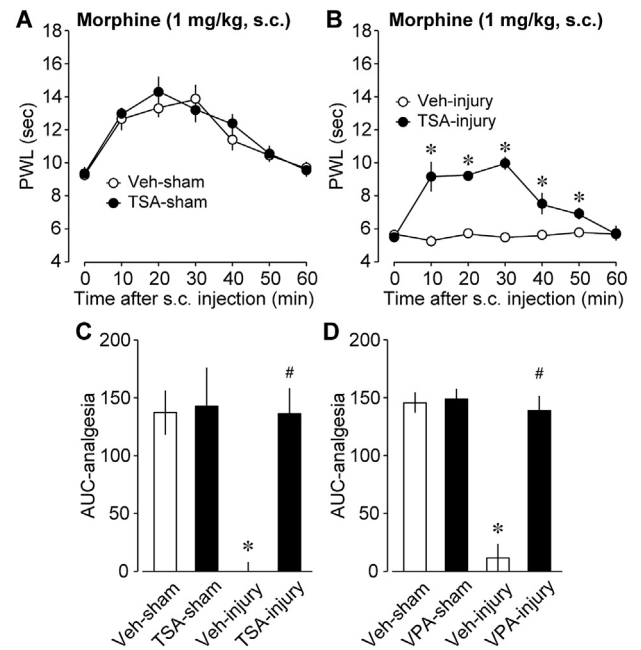 A Morphine (1 mg/kg, s.c.)
18
16
14
12
10
8
6
4
PWL (sec)
Veh-sham
TSA-sham
0 10 20 30 40 50 60
Time after s.c. injection (min)
B Morphine (1 mg/kg, s.c.)
18
16
14
12
10
8
6
4
PWL (sec)
Veh-injury
TSA-injury
* * * * *
0 10 20 30 40 50 60
Time after s.c. injection (min)
C
200
150
100
50
0
AUC-analgesia
*
#
Veh-sham
TSA-sham
Veh-injury
TSA-injury
D
200
150
100
50
0
AUC-analgesia
*
#
Veh-sham
VPA-sham
Veh-injury
VPA-injury